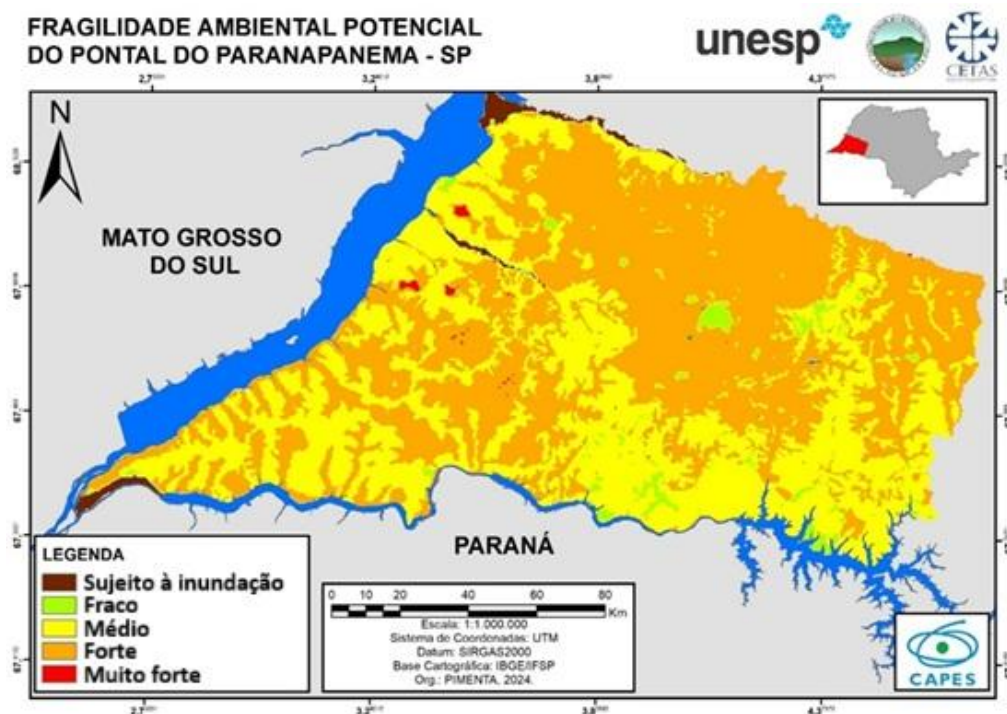 FRAGILIDADE AMBIENTAL POTENCIAL
DO PONTAL DO PARANAPANEMA - SP
unesp
CETAS
N
MATO GROSSO
DO SUL
PARANÁ
LEGENDA
Sujeito à inundação
Fraco
Médio
Forte
Muito forte
0 5 10 20 40 60 80
Km
Escala: 1:1.000.000
Sistema de Coordenadas: UTM
Datum: SIRGAS2000
Base Cartográfica: IBGE/IFSP
Org.: PIMENTA, 2024.
CAPES